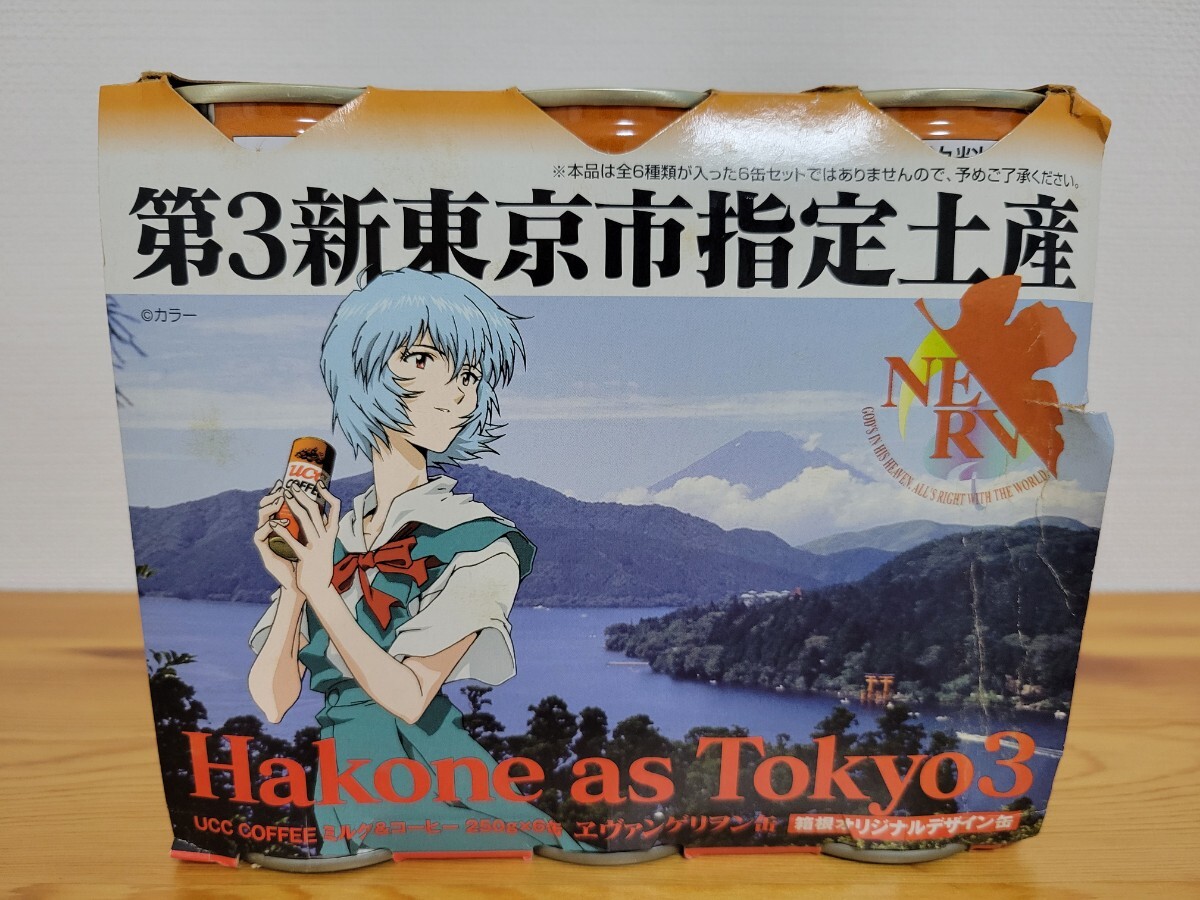 ※本品は全6種類が入った6缶セットではありませんので、予めご了承ください。
第3新東京市指定土産
©カラー
NERV
GOD'S IN HIS HEAVEN, ALL'S RIGHT WITH THE WORLD.
UCC
COFFEE
Hakone as Tokyo3
UCC COFFEE ミルク&コーヒー 250g×6缶 ヱヴァンゲリヲン缶 箱根オリジナルデザイン缶